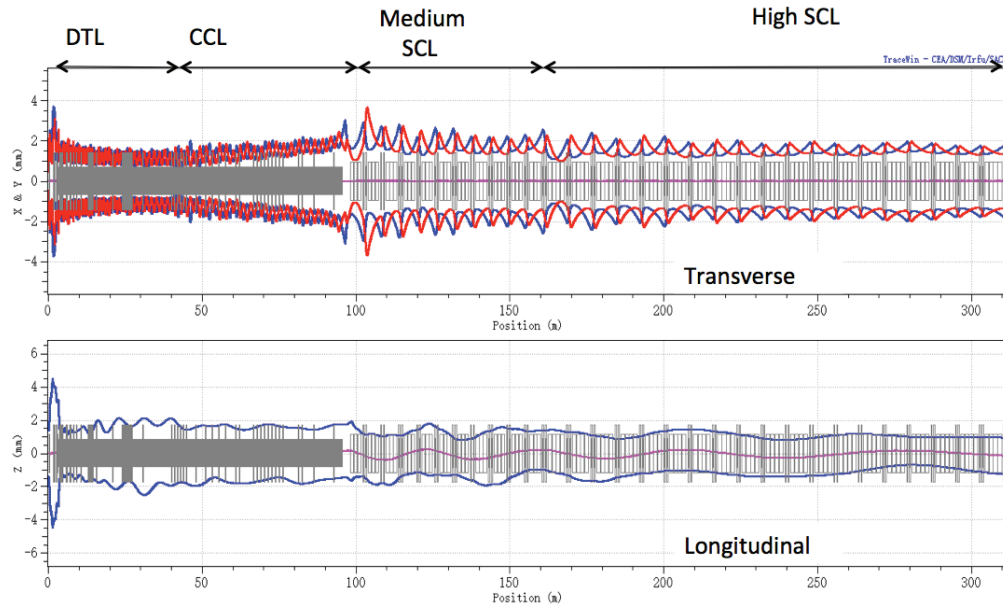 DTL
CCL
Medium
SCL
High SCL
TraceWin - CEA/DSM/Irfu/SAC
X & Y (mm)
4
2
0
-2
-4
Transverse
0
50
100
150
200
250
300
Position (m)
Z (mm)
6
4
2
0
-2
-4
-6
Longitudinal
0
50
100
150
200
250
300
Position (m)